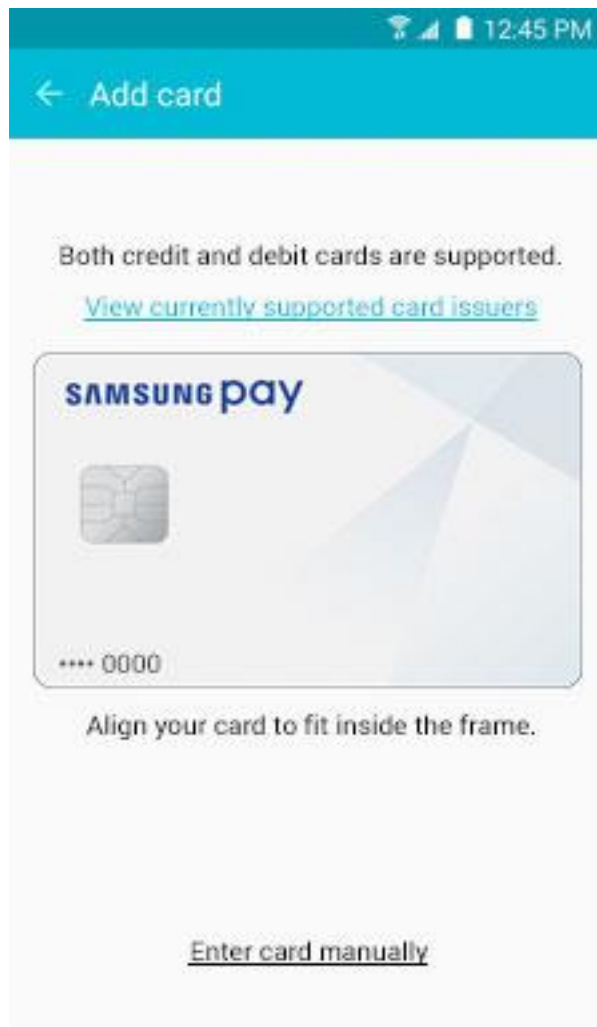 12:45 PM
Add card
Both credit and debit cards are supported.
View currently supported card issuers
SAMSUNG pay
•••• 0000
Align your card to fit inside the frame.
Enter card manually